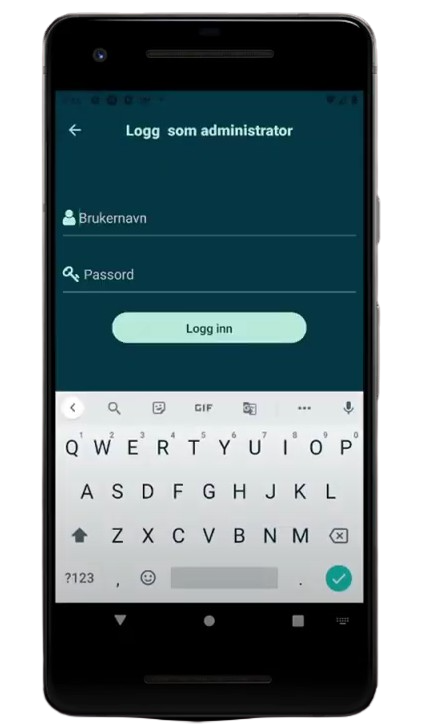 Logg  som administrator
Brukernavn
Passord
Logg inn
GIF
1 2 3 4 5 6 7 8 9 0
Q W E R T Y U I O P
A S D F G H J K L
Z X C V B N M
?123 , .